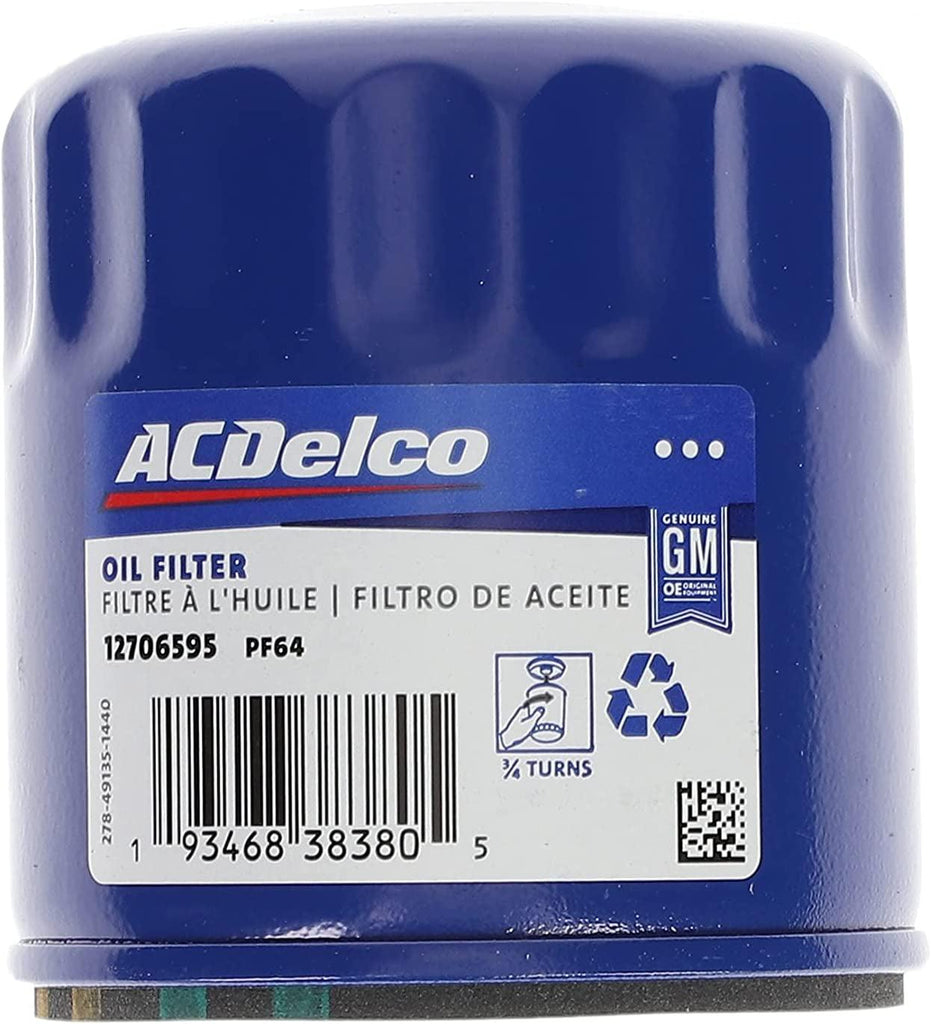 ACDelco
GENUINE
GM
OE ORIGINAL
EQUIPMENT
OIL FILTER
FILTRE À L'HUILE | FILTRO DE ACEITE
12706595 PF64
¾ TURNS
278-49135-1440
1 93468 38380 5